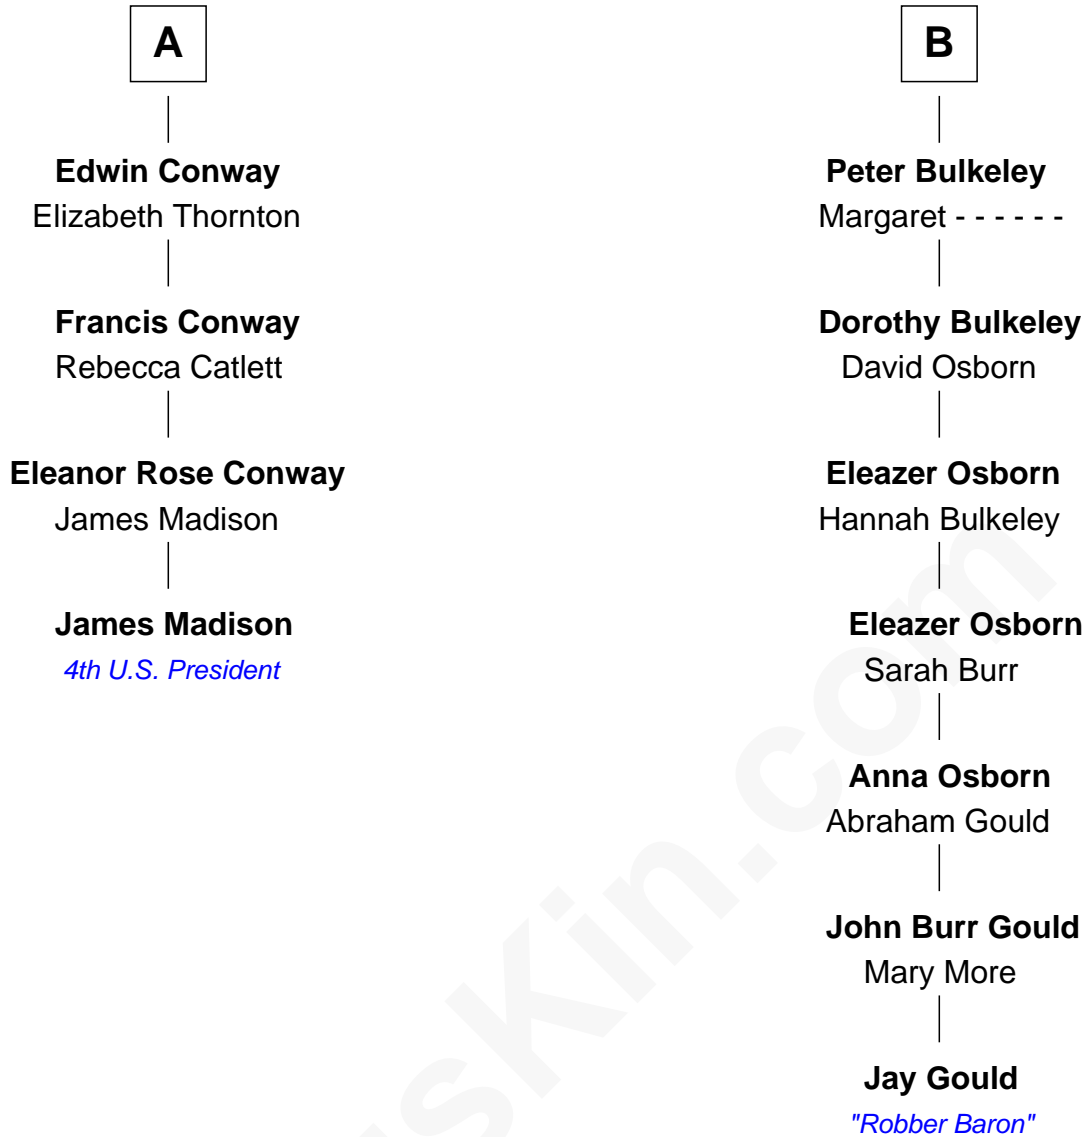 A
Edwin Conway
Elizabeth Thornton
Francis Conway
Rebecca Catlett
Eleanor Rose Conway
James Madison
James Madison
4th U.S. President
B
Peter Bulkeley
Margaret - - - - - -
Dorothy Bulkeley
David Osborn
Eleazer Osborn
Hannah Bulkeley
Eleazer Osborn
Sarah Burr
Anna Osborn
Abraham Gould
John Burr Gould
Mary More
Jay Gould
"Robber Baron"
sKin.com